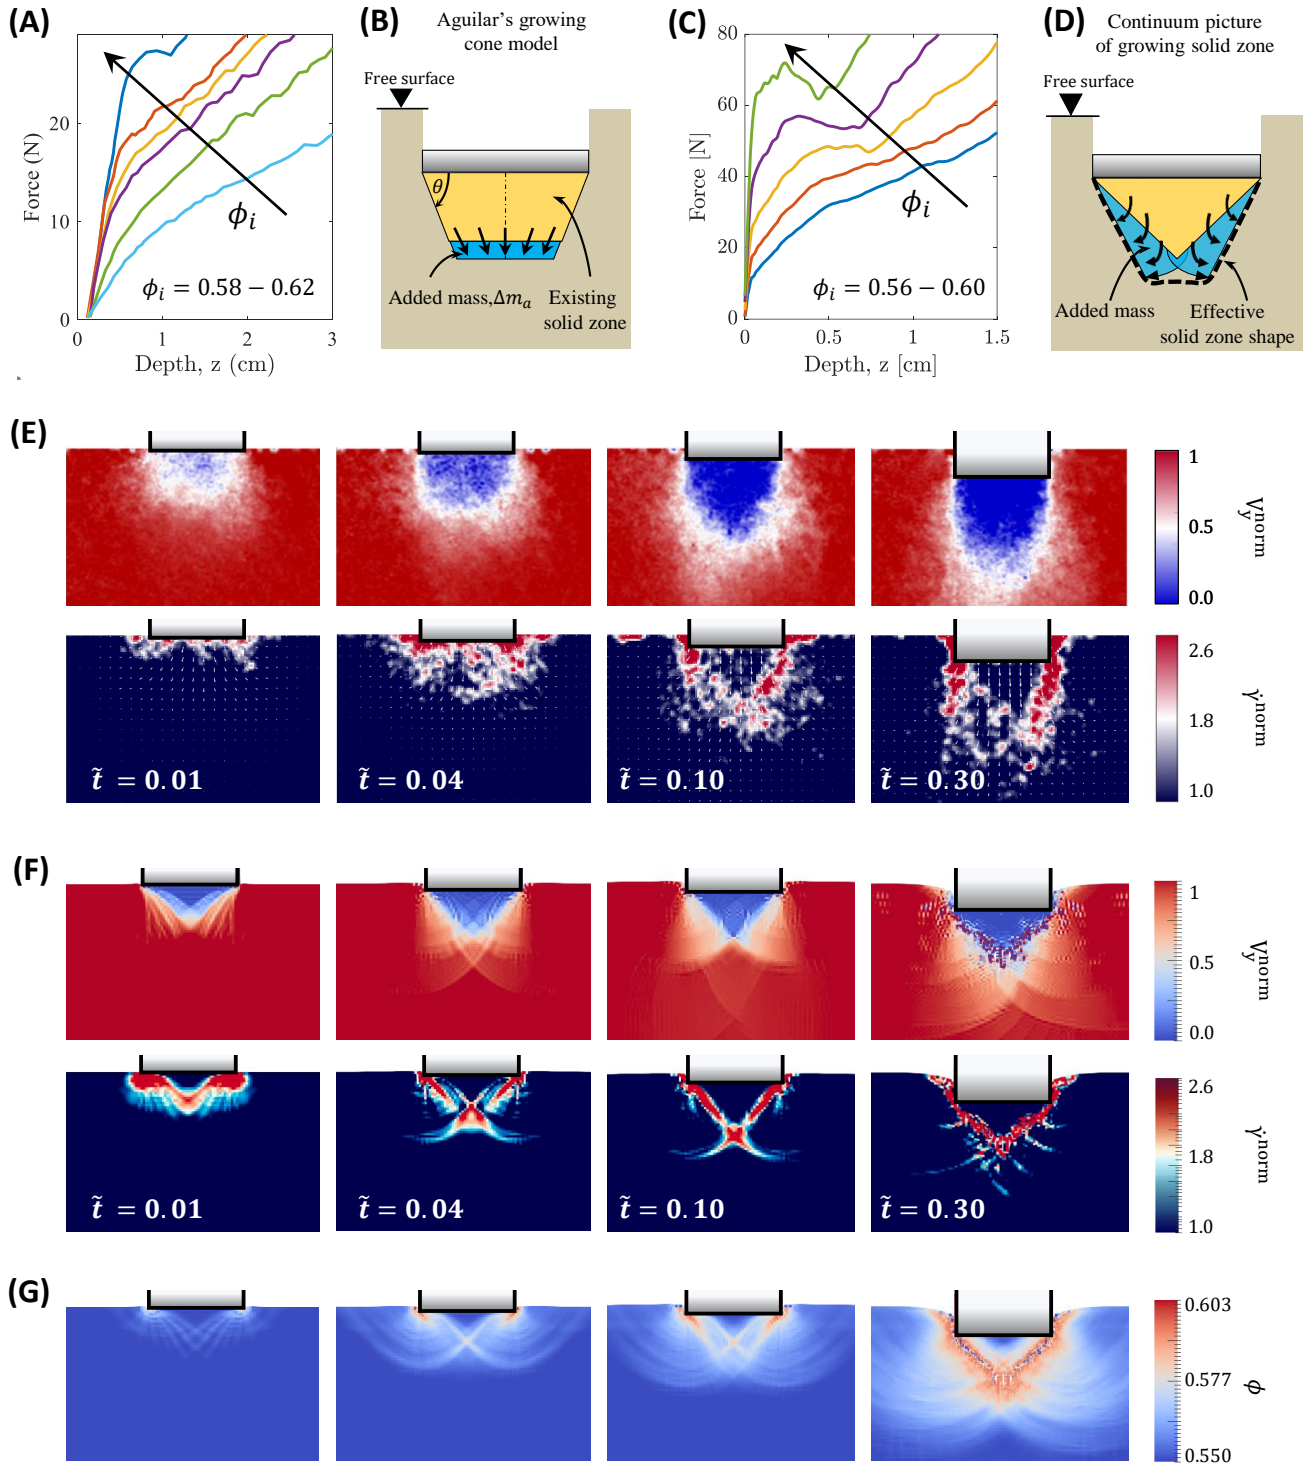 (A)
Force (N)
20
10
0
0
1
2
3
Depth, z (cm)
ϕi
ϕi = 0.58 − 0.62
(B)
Aguilar's growing
cone model
Free surface
θ
Added mass, Δma
Existing
solid zone
(C)
Force [N]
80
60
40
20
0
0
0.5
1
1.5
Depth, z [cm]
ϕi
ϕi = 0.56 − 0.60
(D)
Continuum picture
of growing solid zone
Free surface
Added mass
Effective
solid zone shape
(E)
1
0.5
0.0
Vy norm
t̃ = 0.01
t̃ = 0.04
t̃ = 0.10
t̃ = 0.30
2.6
1.8
1.0
γ̇ norm
(F)
1
0.5
0.0
Vy norm
t̃ = 0.01
t̃ = 0.04
t̃ = 0.10
t̃ = 0.30
2.6
1.8
1.0
γ̇ norm
(G)
0.603
0.577
0.550
ϕ